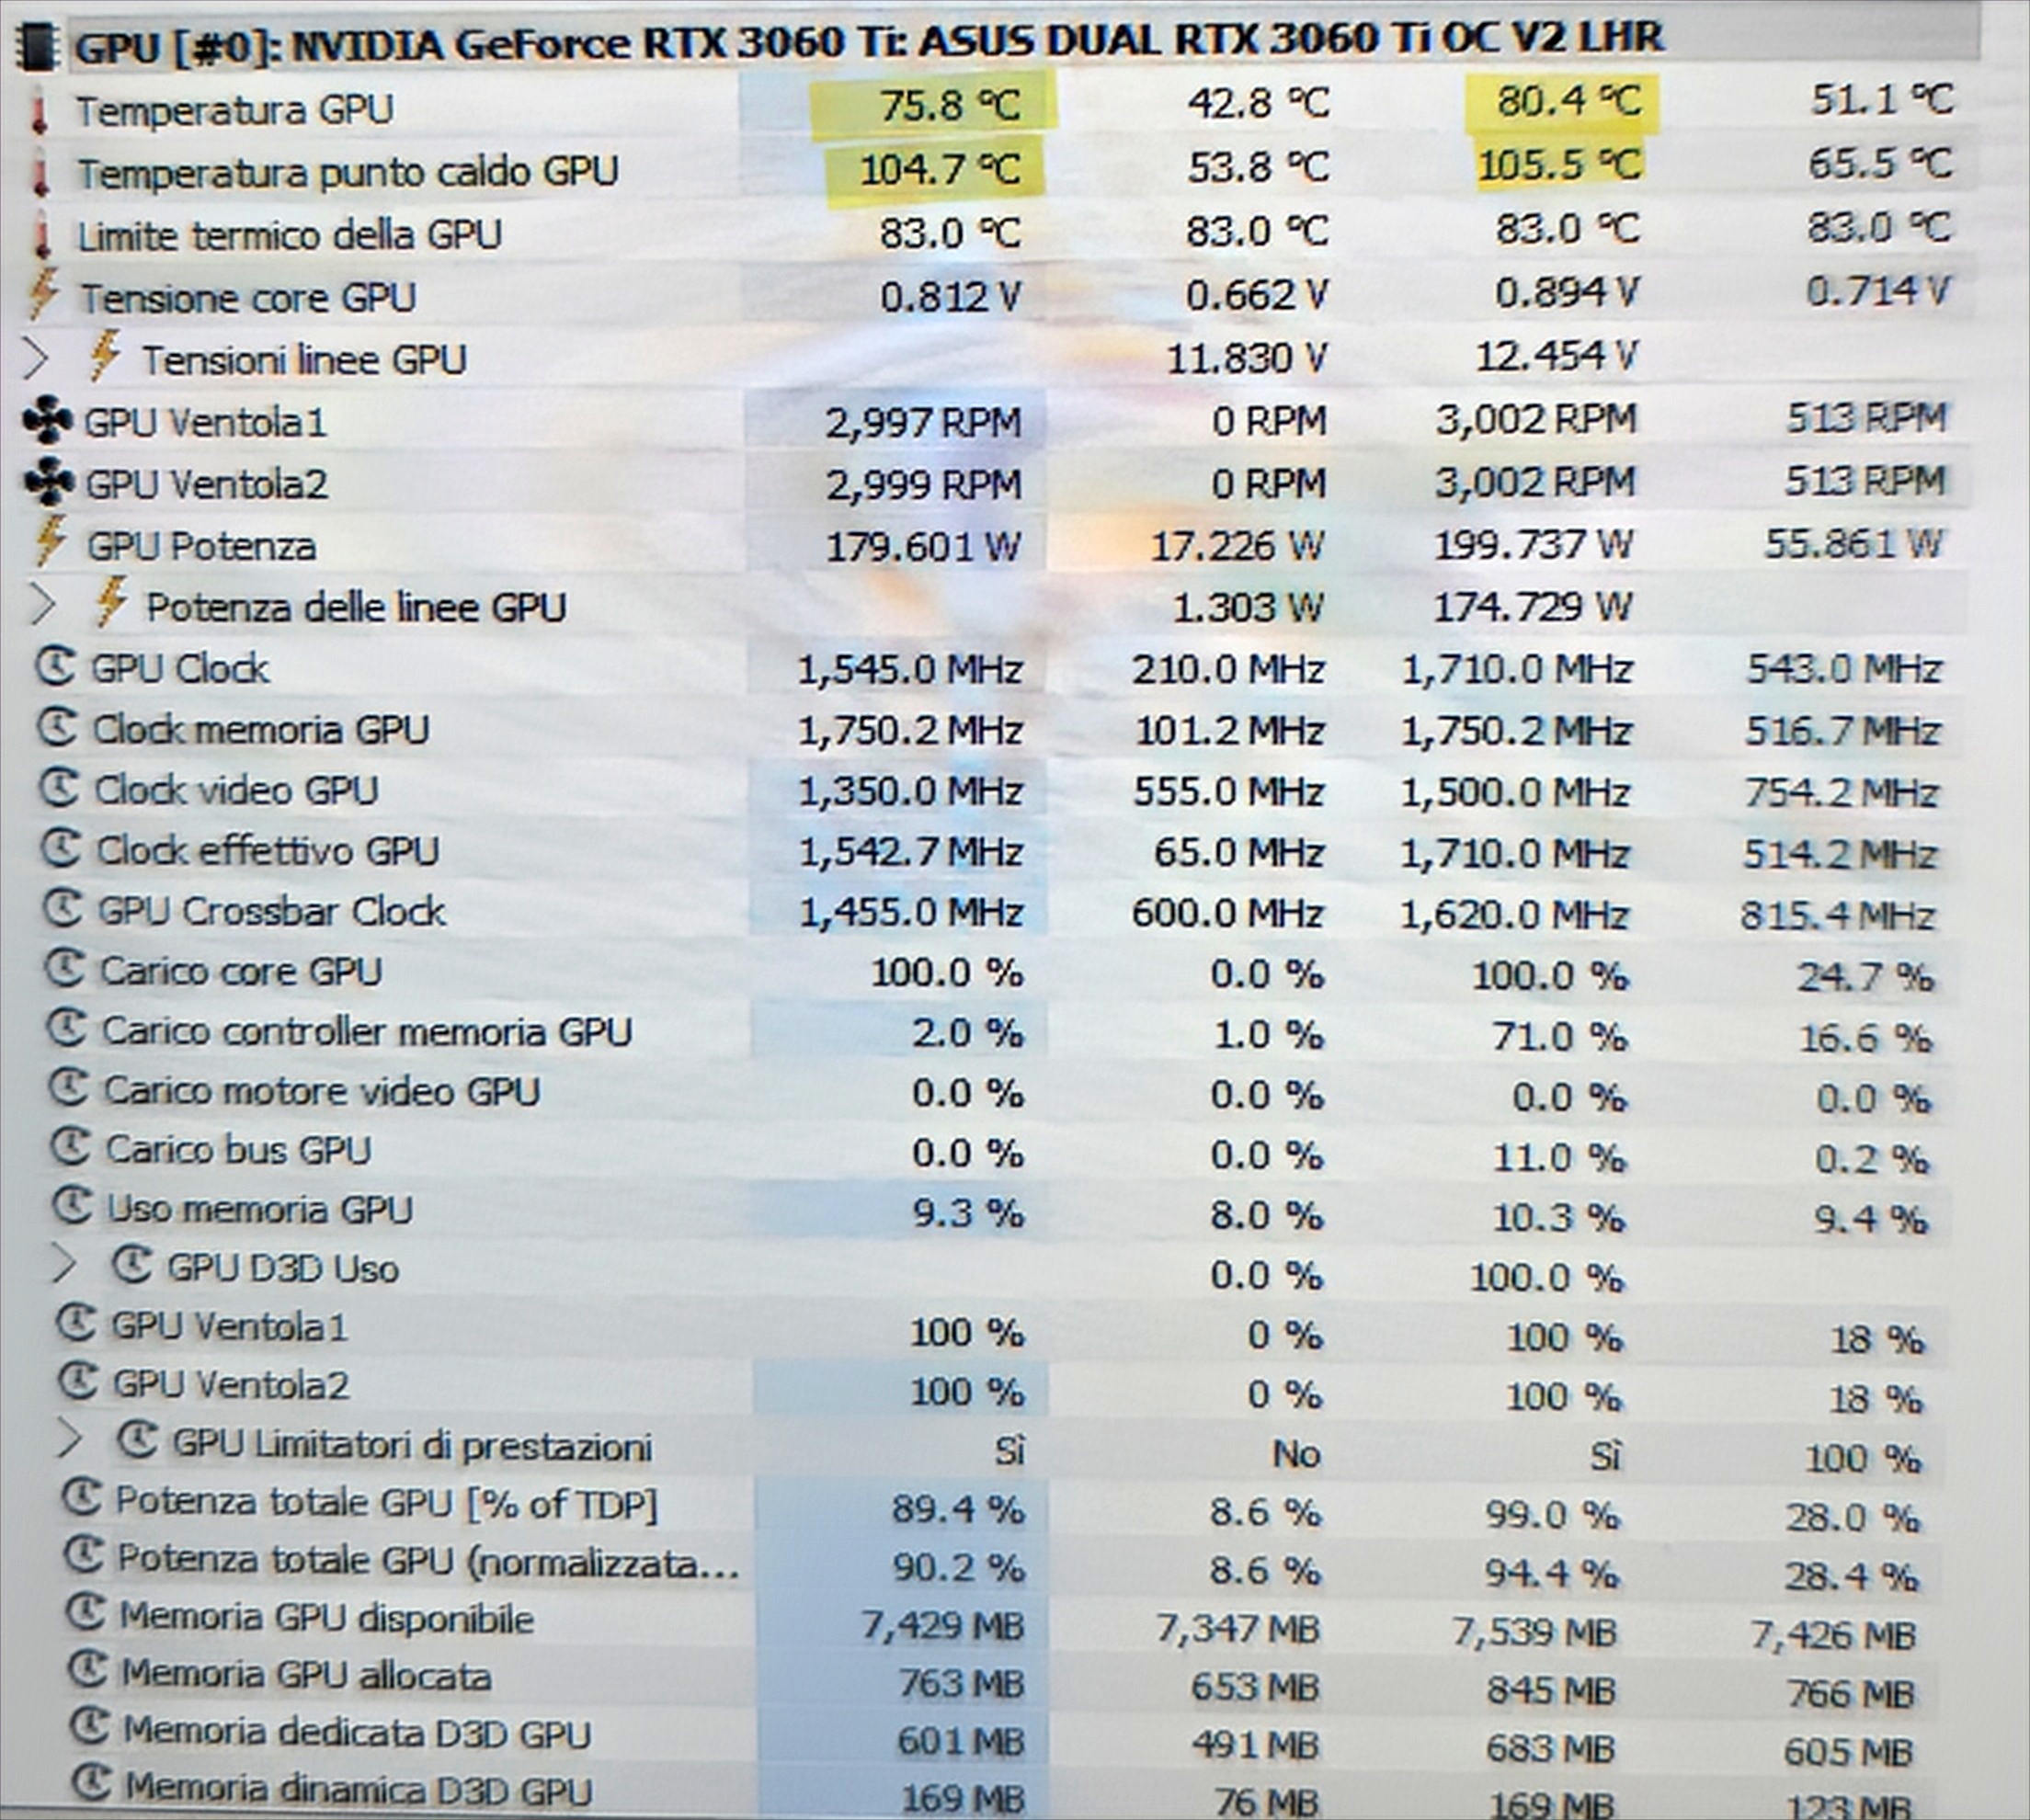 GPU [#0]: NVIDIA GeForce RTX 3060 Ti: ASUS DUAL RTX 3060 Ti OC V2 LHR
Temperatura GPU 75.8 °C 42.8 °C 80.4 °C 51.1 °C
Temperatura punto caldo GPU 104.7 °C 53.8 °C 105.5 °C 65.5 °C
Limite termico della GPU 83.0 °C 83.0 °C 83.0 °C 83.0 °C
Tensione core GPU 0.812 V 0.662 V 0.894 V 0.714 V
Tensioni linee GPU 11.830 V 12.454 V
GPU Ventola1 2,997 RPM 0 RPM 3,002 RPM 513 RPM
GPU Ventola2 2,999 RPM 0 RPM 3,002 RPM 513 RPM
GPU Potenza 179.601 W 17.226 W 199.737 W 55.861 W
Potenza delle linee GPU 1.303 W 174.729 W
GPU Clock 1,545.0 MHz 210.0 MHz 1,710.0 MHz 543.0 MHz
Clock memoria GPU 1,750.2 MHz 101.2 MHz 1,750.2 MHz 516.7 MHz
Clock video GPU 1,350.0 MHz 555.0 MHz 1,500.0 MHz 754.2 MHz
Clock effettivo GPU 1,542.7 MHz 65.0 MHz 1,710.0 MHz 514.2 MHz
GPU Crossbar Clock 1,455.0 MHz 600.0 MHz 1,620.0 MHz 815.4 MHz
Carico core GPU 100.0 % 0.0 % 100.0 % 24.7 %
Carico controller memoria GPU 2.0 % 1.0 % 71.0 % 16.6 %
Carico motore video GPU 0.0 % 0.0 % 0.0 % 0.0 %
Carico bus GPU 0.0 % 0.0 % 11.0 % 0.2 %
Uso memoria GPU 9.3 % 8.0 % 10.3 % 9.4 %
GPU D3D Uso 0.0 % 100.0 %
GPU Ventola1 100 % 0 % 100 % 18 %
GPU Ventola2 100 % 0 % 100 % 18 %
GPU Limitatori di prestazioni Sì No Sì 100 %
Potenza totale GPU [% of TDP] 89.4 % 8.6 % 99.0 % 28.0 %
Potenza totale GPU (normalizzata... 90.2 % 8.6 % 94.4 % 28.4 %
Memoria GPU disponibile 7,429 MB 7,347 MB 7,539 MB 7,426 MB
Memoria GPU allocata 763 MB 653 MB 845 MB 766 MB
Memoria dedicata D3D GPU 601 MB 491 MB 683 MB 605 MB
Memoria dinamica D3D GPU 169 MB 76 MB 169 MB 123 MB